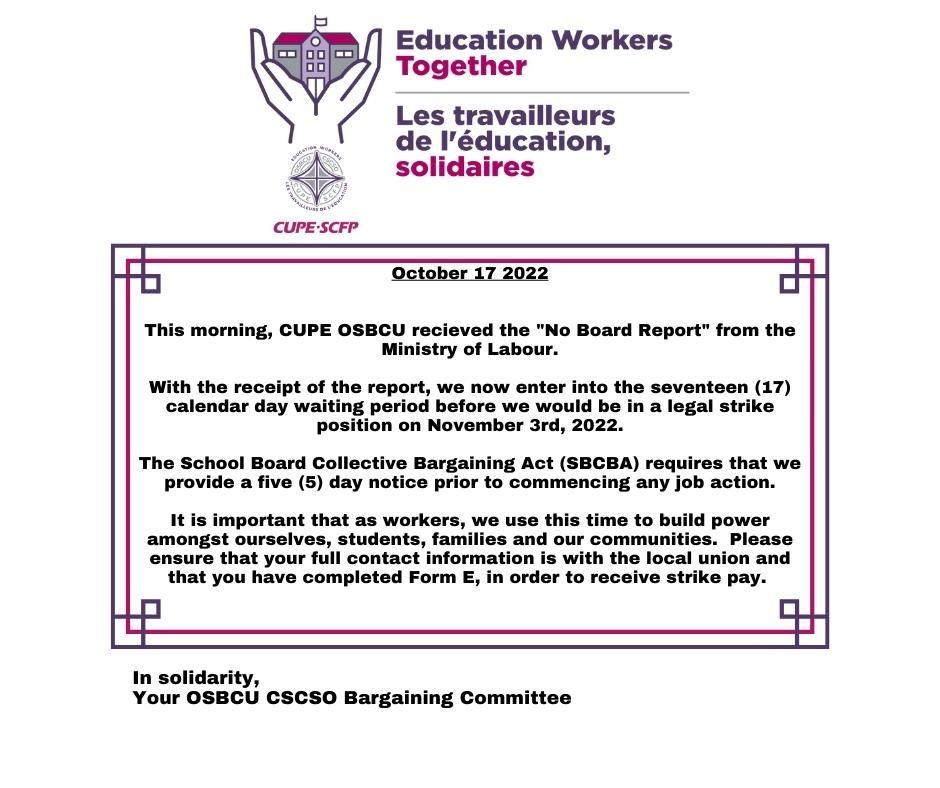 Education Workers
Together
Les travailleurs
de l'éducation,
solidaires
EDUCATION WORKERS
OSBCU CSCSO
CUPE SCFP
LES TRAVAILLEURS DE L'ÉDUCATION
CUPE·SCFP
October 17 2022
This morning, CUPE OSBCU recieved the "No Board Report" from the
Ministry of Labour.
With the receipt of the report, we now enter into the seventeen (17)
calendar day waiting period before we would be in a legal strike
position on November 3rd, 2022.
The School Board Collective Bargaining Act (SBCBA) requires that we
provide a five (5) day notice prior to commencing any job action.
It is important that as workers, we use this time to build power
amongst ourselves, students, families and our communities.  Please
ensure that your full contact information is with the local union and
that you have completed Form E, in order to receive strike pay.
In solidarity,
Your OSBCU CSCSO Bargaining Committee